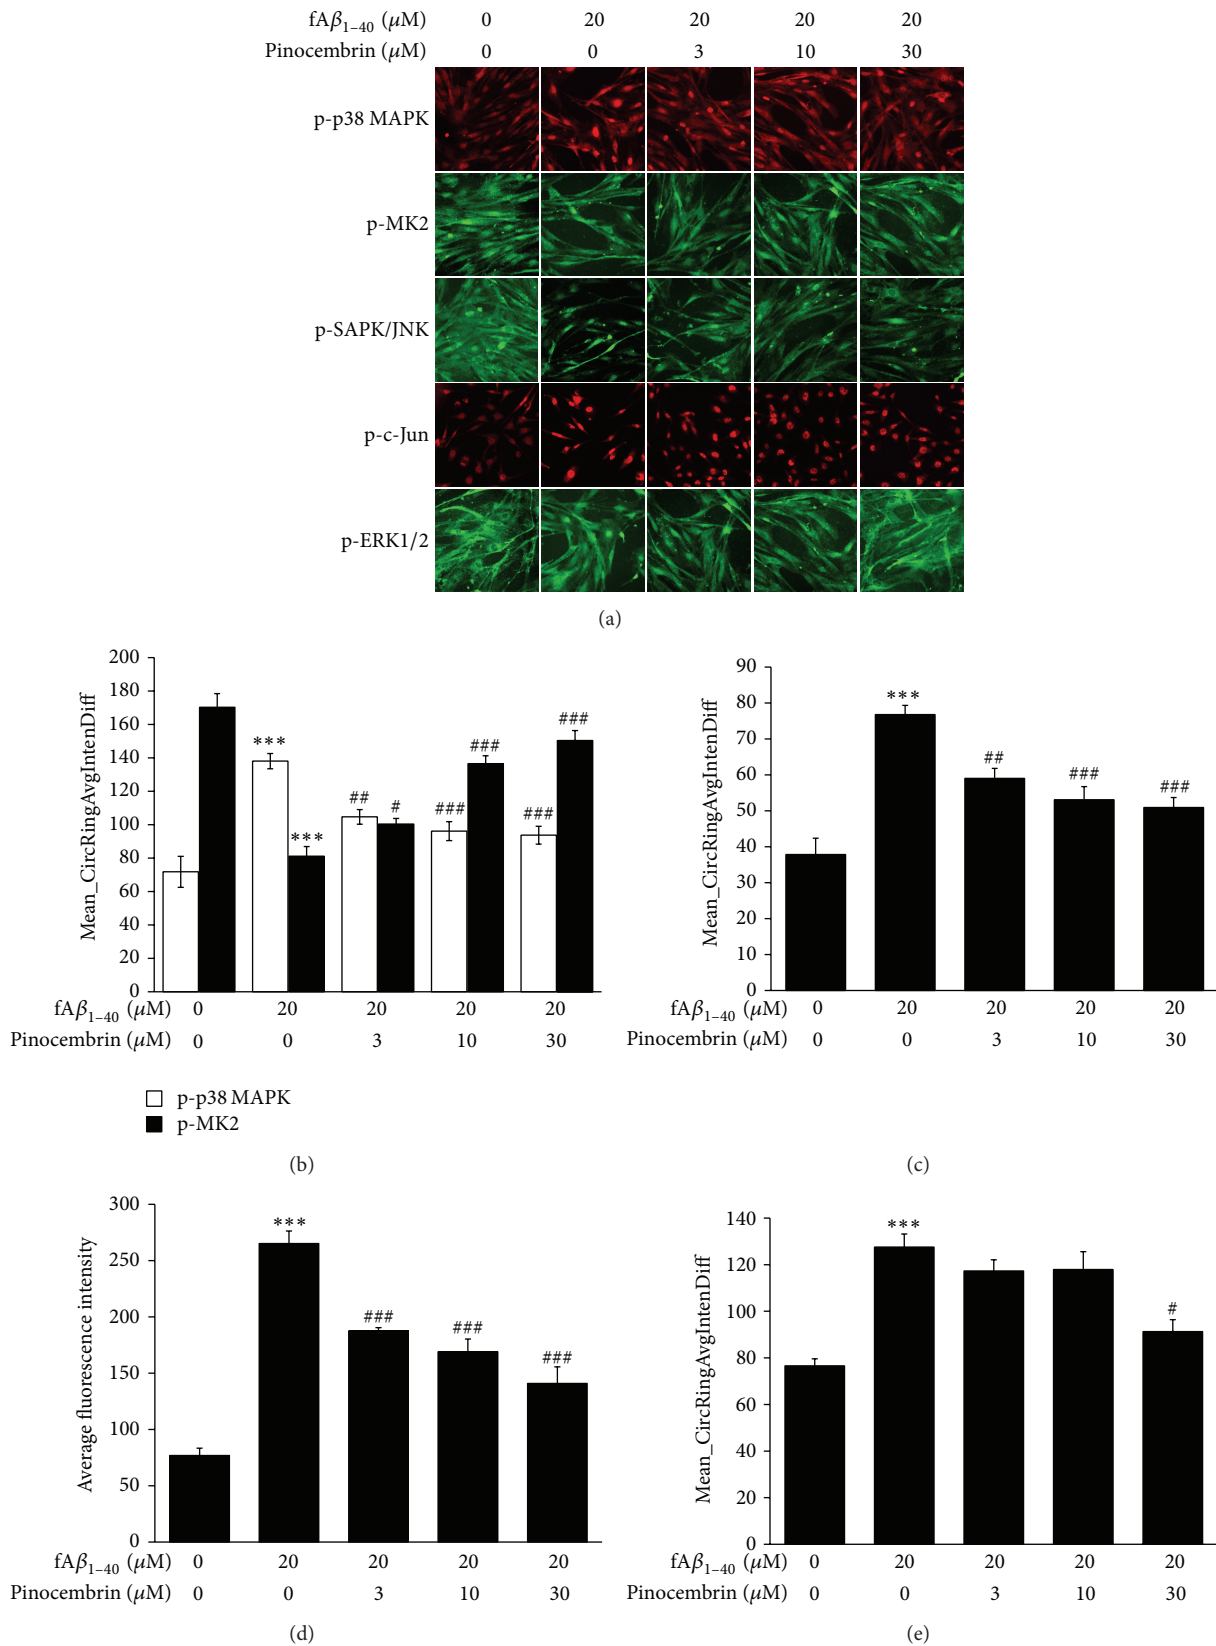 fAβ1–40 (μM) 0 20 20 20 20
Pinocembrin (μM) 0 0 3 10 30
p-p38 MAPK
p-MK2
p-SAPK/JNK
p-c-Jun
p-ERK1/2
(a)
200
180
160
140
120
100
80
60
40
20
0
Mean_CircRingAvgIntenDiff
***
***
##
#
###
###
###
###
fAβ1–40 (μM) 0 20 20 20 20
Pinocembrin (μM) 0 0 3 10 30
p-p38 MAPK
p-MK2
(b)
90
80
70
60
50
40
30
20
10
0
Mean_CircRingAvgIntenDiff
***
##
###
###
fAβ1–40 (μM) 0 20 20 20 20
Pinocembrin (μM) 0 0 3 10 30
(c)
300
250
200
150
100
50
0
Average fluorescence intensity
***
###
###
###
fAβ1–40 (μM) 0 20 20 20 20
Pinocembrin (μM) 0 0 3 10 30
(d)
140
120
100
80
60
40
20
0
Mean_CircRingAvgIntenDiff
***
#
fAβ1–40 (μM) 0 20 20 20 20
Pinocembrin (μM) 0 0 3 10 30
(e)